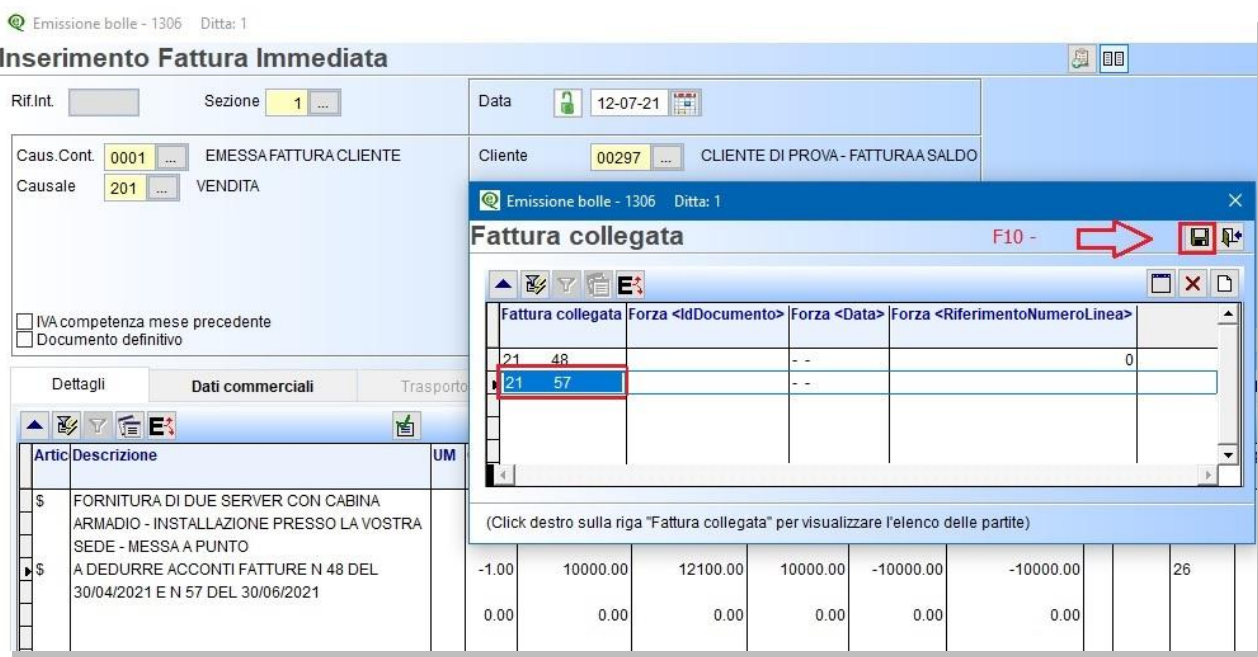 Emissione bolle - 1306 Ditta: 1
Inserimento Fattura Immediata
Rif.Int. Sezione 1 ... Data 12-07-21
Caus.Cont. 0001 ... EMESSA FATTURA CLIENTE Cliente 00297 ... CLIENTE DI PROVA - FATTURA A SALDO
Causale 201 ... VENDITA
Emissione bolle - 1306 Ditta: 1
Fattura collegata F10 -
Fattura collegata Forza <IdDocumento> Forza <Data> Forza <RiferimentoNumeroLinea>
21 48 - - 0
21 57 - -
(Click destro sulla riga "Fattura collegata" per visualizzare l'elenco delle partite)
IVA competenza mese precedente
Documento definitivo
Dettagli Dati commerciali Trasporto
Artic Descrizione UM
$ FORNITURA DI DUE SERVER CON CABINA
ARMADIO - INSTALLAZIONE PRESSO LA VOSTRA
SEDE - MESSA A PUNTO
$ A DEDURRE ACCONTI FATTURE N 48 DEL -1.00 10000.00 12100.00 10000.00 -10000.00 -10000.00 26
30/04/2021 E N 57 DEL 30/06/2021
0.00 0.00 0.00 0.00 0.00 0.00